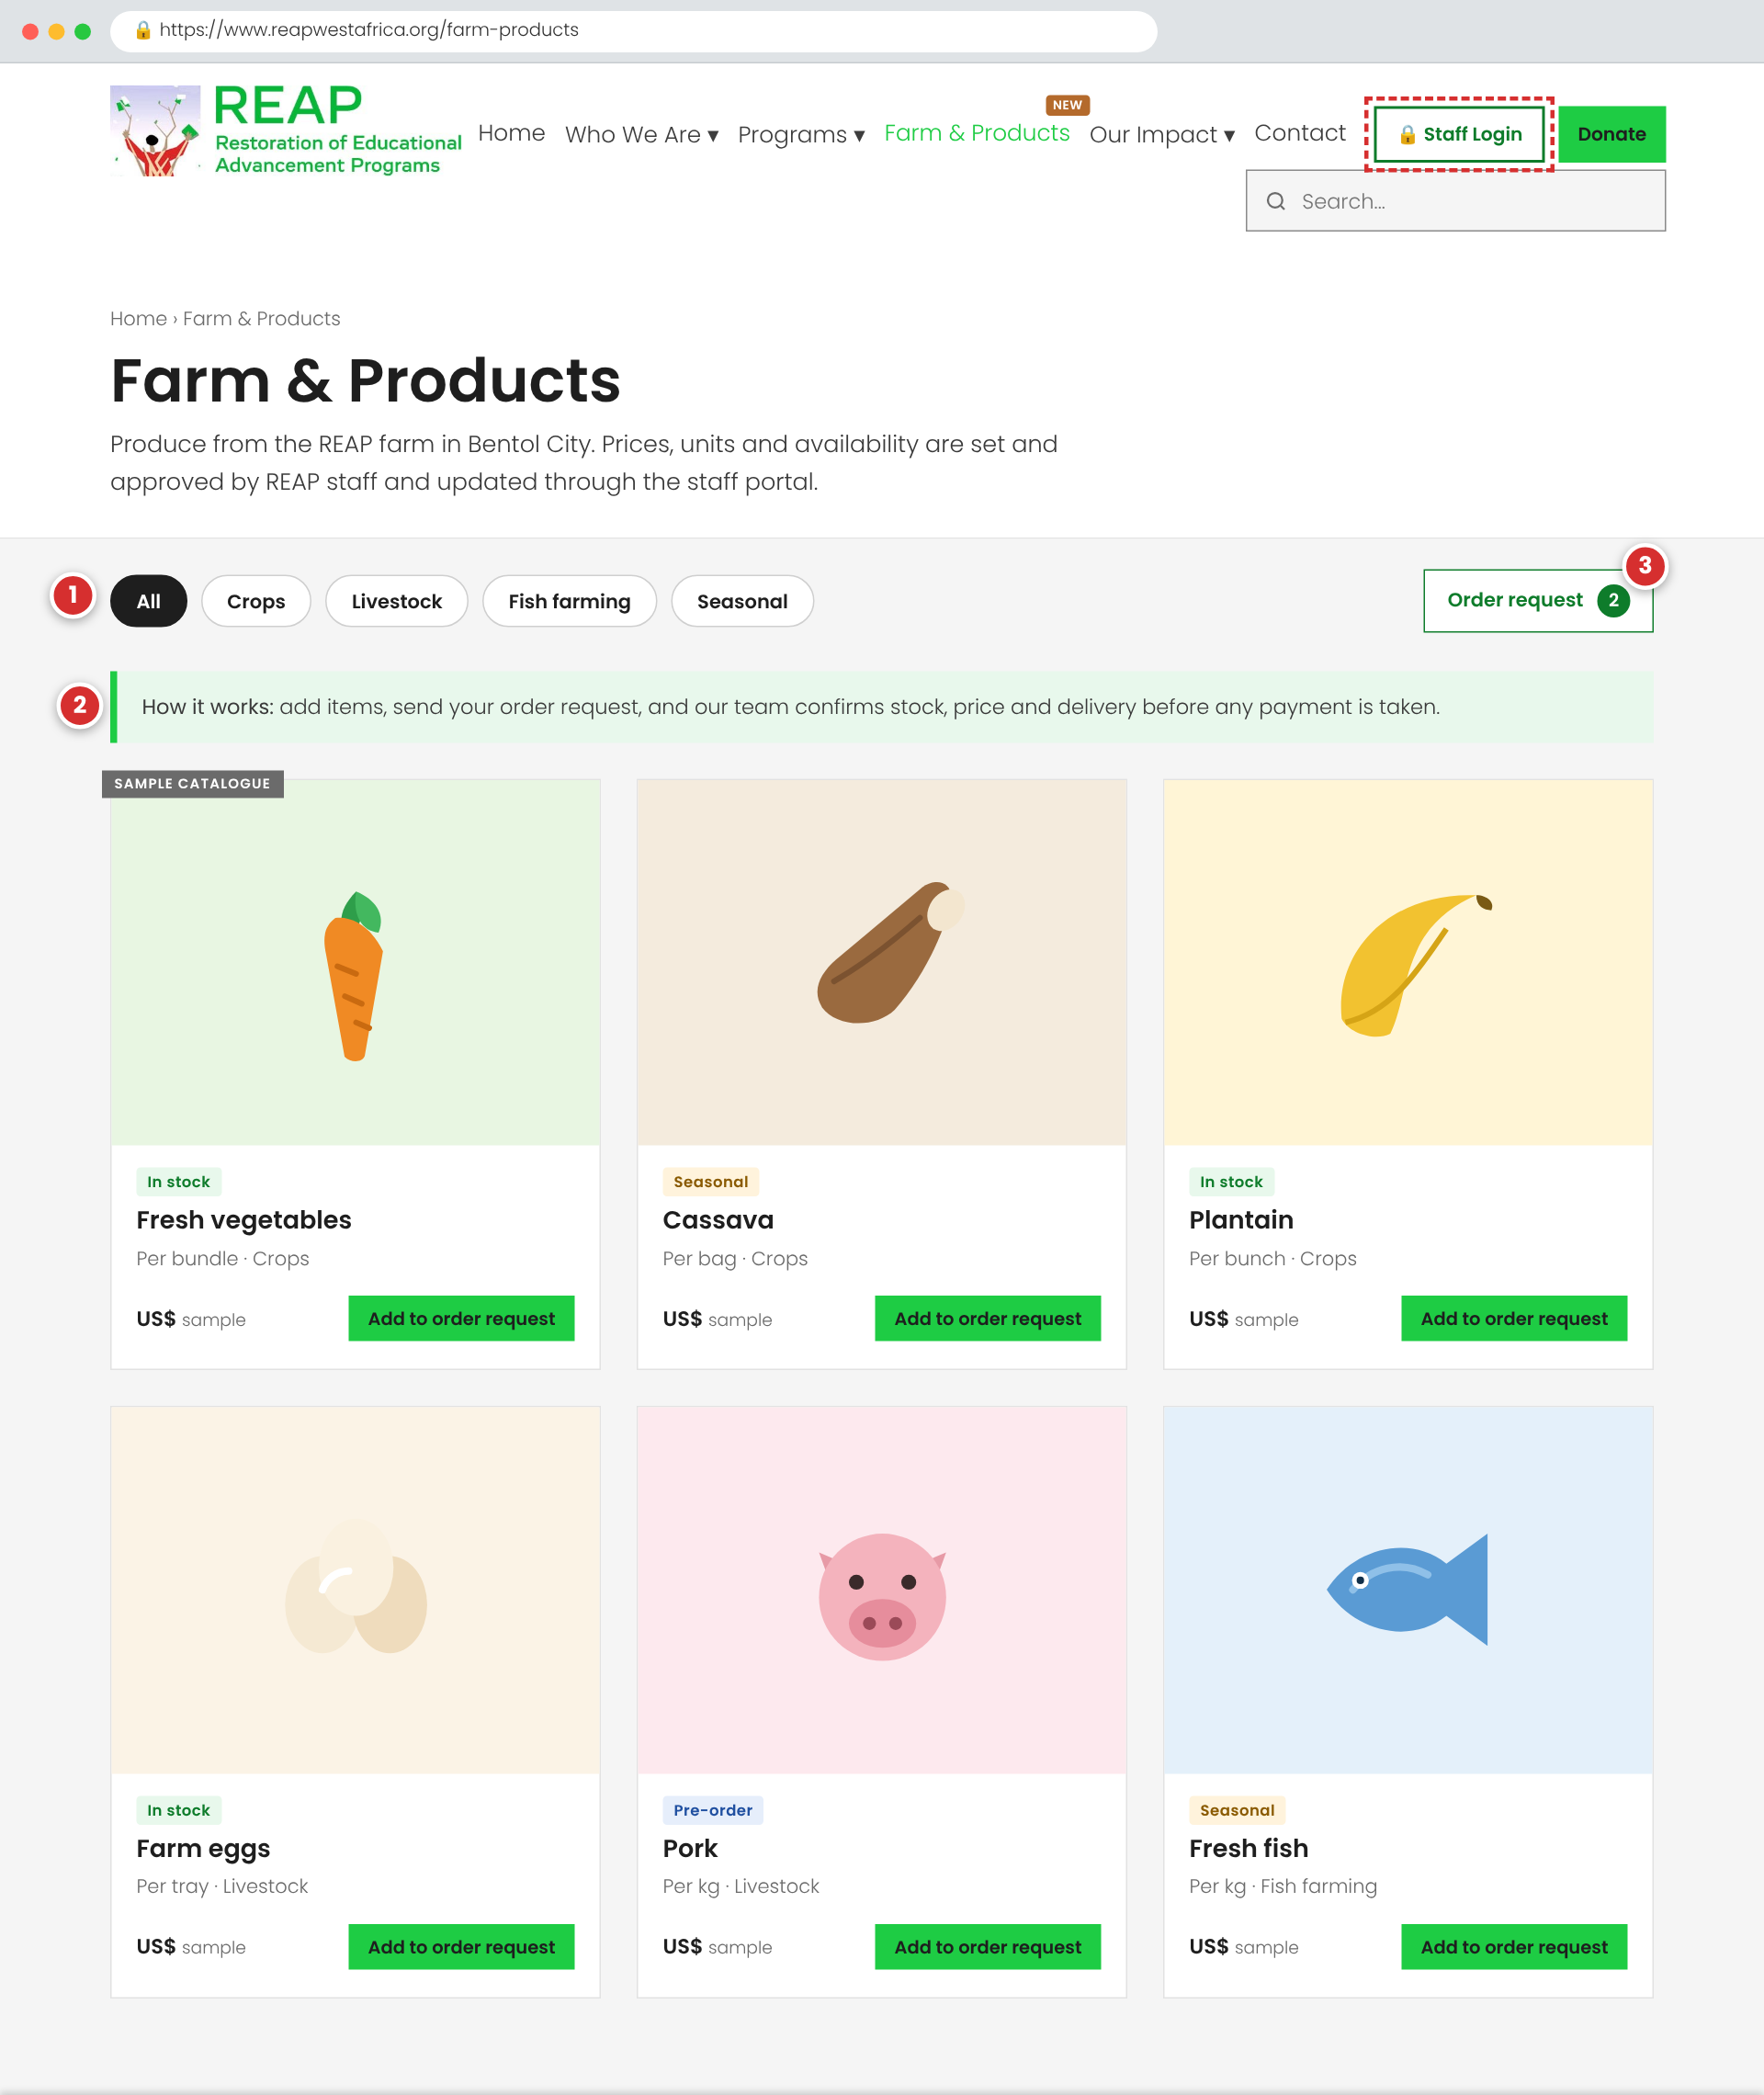 https://www.reapwestafrica.org/farm-products
REAP
Restoration of Educational
Advancement Programs
Home
Who We Are ▾
Programs ▾
NEW
Farm & Products
Our Impact ▾
Contact
Staff Login
Donate
Search...
Home › Farm & Products
Farm & Products
Produce from the REAP farm in Bentol City. Prices, units and availability are set and
approved by REAP staff and updated through the staff portal.
1
All
Crops
Livestock
Fish farming
Seasonal
Order request 2
3
2
How it works: add items, send your order request, and our team confirms stock, price and delivery before any payment is taken.
SAMPLE CATALOGUE
In stock
Fresh vegetables
Per bundle · Crops
US$ sample
Add to order request
Seasonal
Cassava
Per bag · Crops
US$ sample
Add to order request
In stock
Plantain
Per bunch · Crops
US$ sample
Add to order request
In stock
Farm eggs
Per tray · Livestock
US$ sample
Add to order request
Pre-order
Pork
Per kg · Livestock
US$ sample
Add to order request
Seasonal
Fresh fish
Per kg · Fish farming
US$ sample
Add to order request